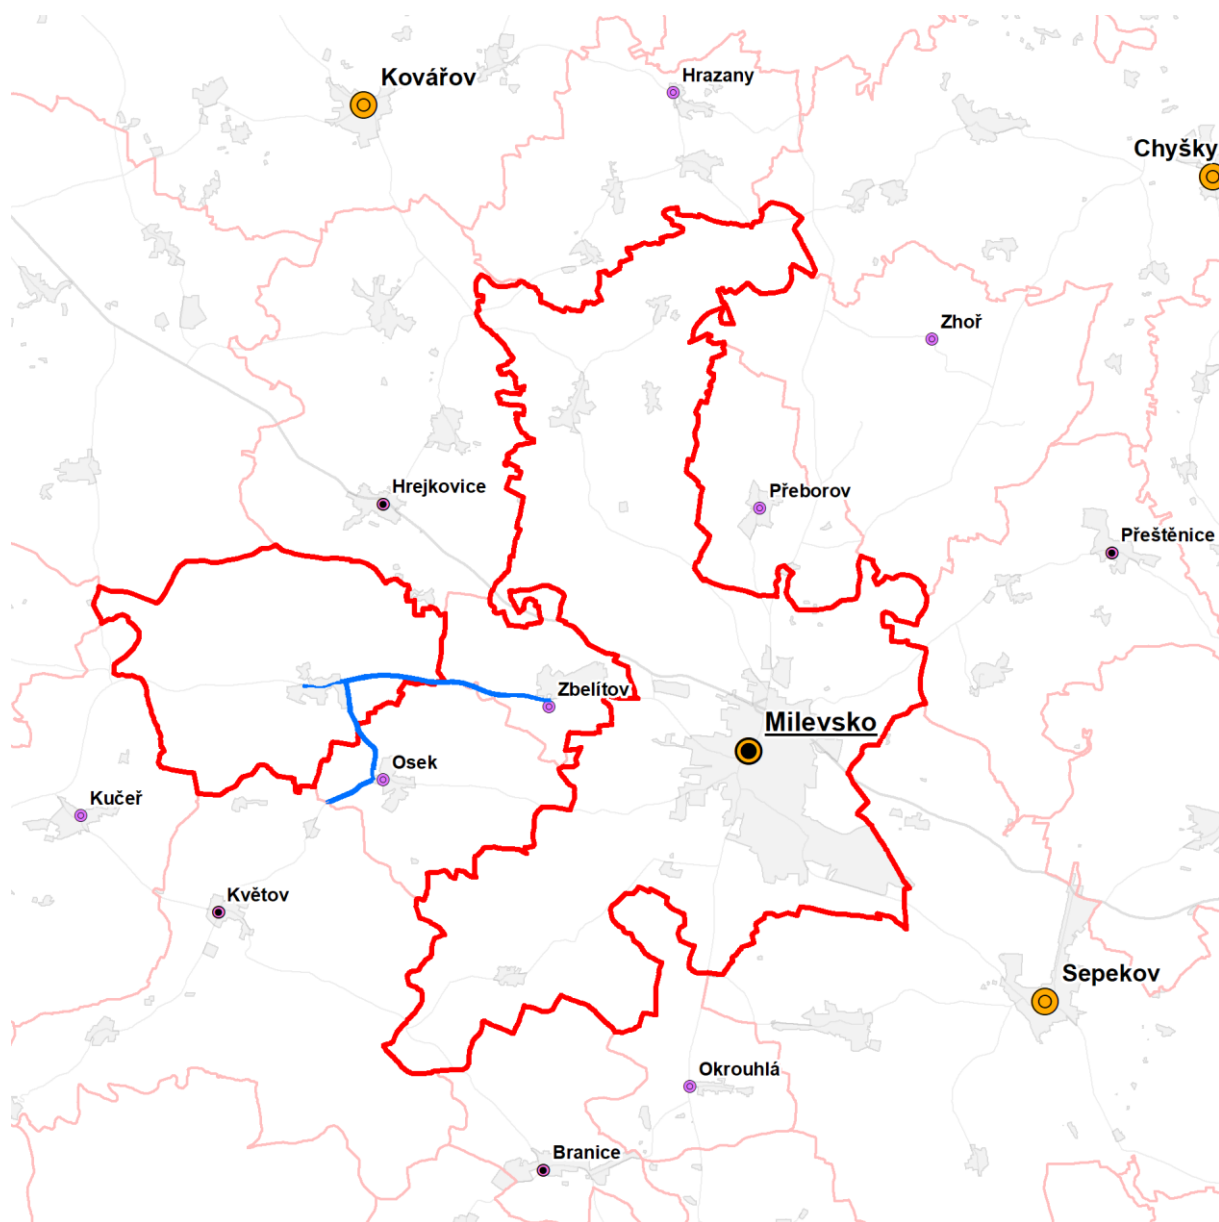 Kovářov
Hrazany
Chyšky
Zhoř
Hrejkovice
Přeborov
Přeštěnice
Zbelítov
Milevsko
Osek
Kučeř
Květov
Sepekov
Okrouhlá
Branice